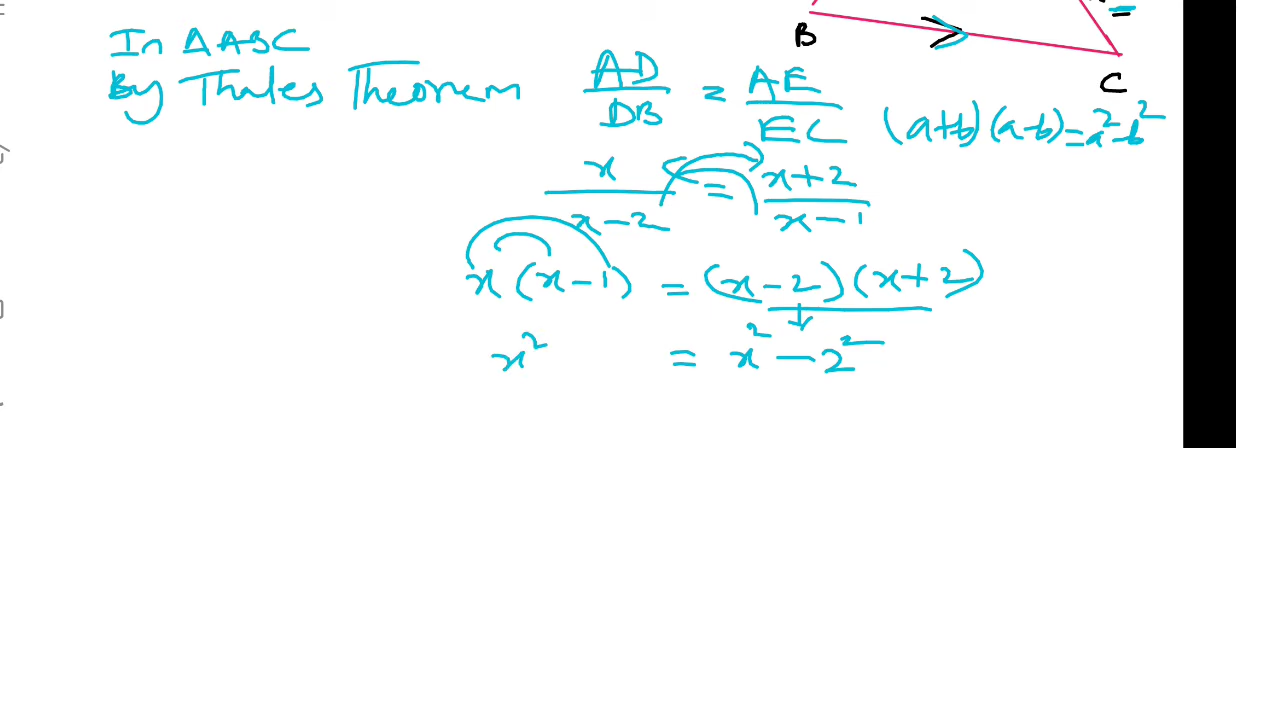 B
C
In ΔABC
By Thales Theorem AD/DB = AE/EC
(a+b)(a-b)=a²-b²
x/x-2 = x+2/x-1
x(x-1) = (x-2)(x+2)
x² = x²-2²